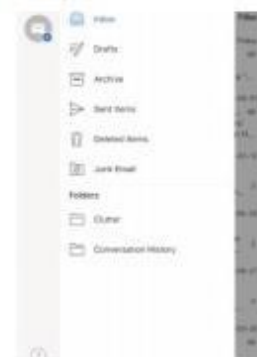 Inbox
Drafts
Archive
Sent Items
Deleted Items
Junk Email
Folders
Clutter
Conversation History